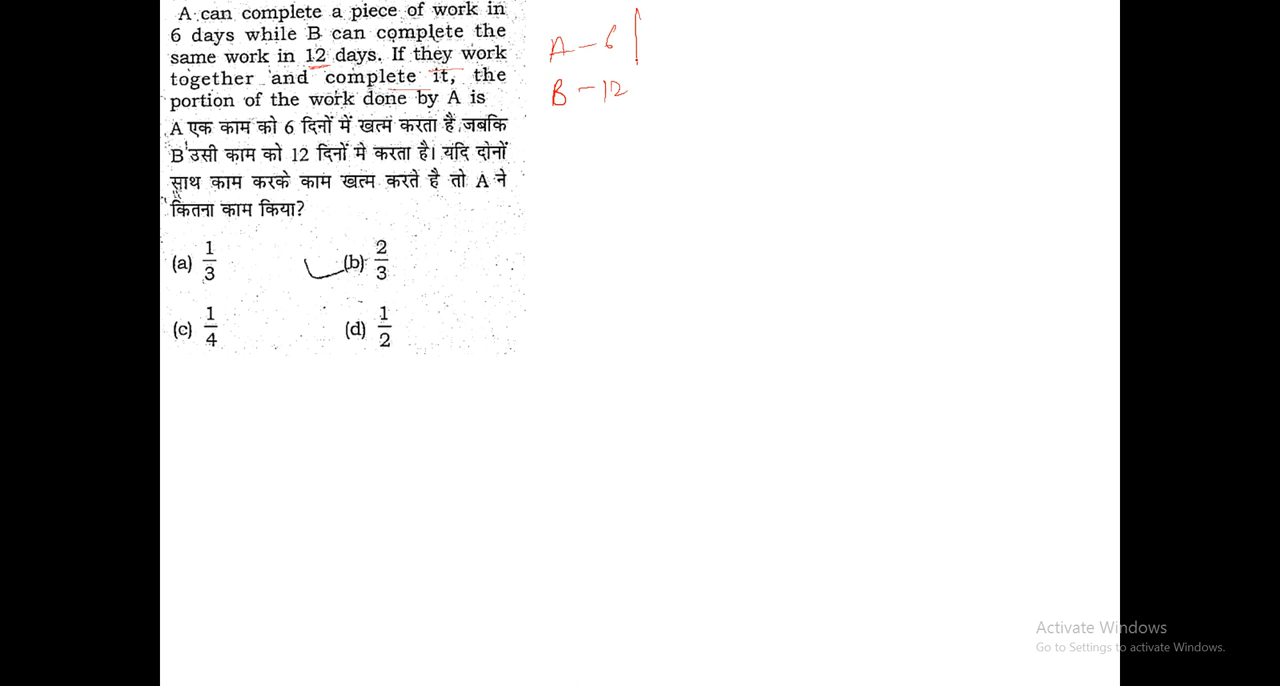 A can complete a piece of work in
6 days while B can complete the
same work in 12 days. If they work
together and complete it, the
portion of the work done by A is
A एक काम को 6 दिनों में खत्म करता है जबकि
B उसी काम को 12 दिनों मे करता है। यदि दोनों
साथ काम करके काम खत्म करते है तो A ने
कितना काम किया?
(a) 1/3 (b) 2/3
(c) 1/4 (d) 1/2
A – 6
B – 12
Activate Windows
Go to Settings to activate Windows.